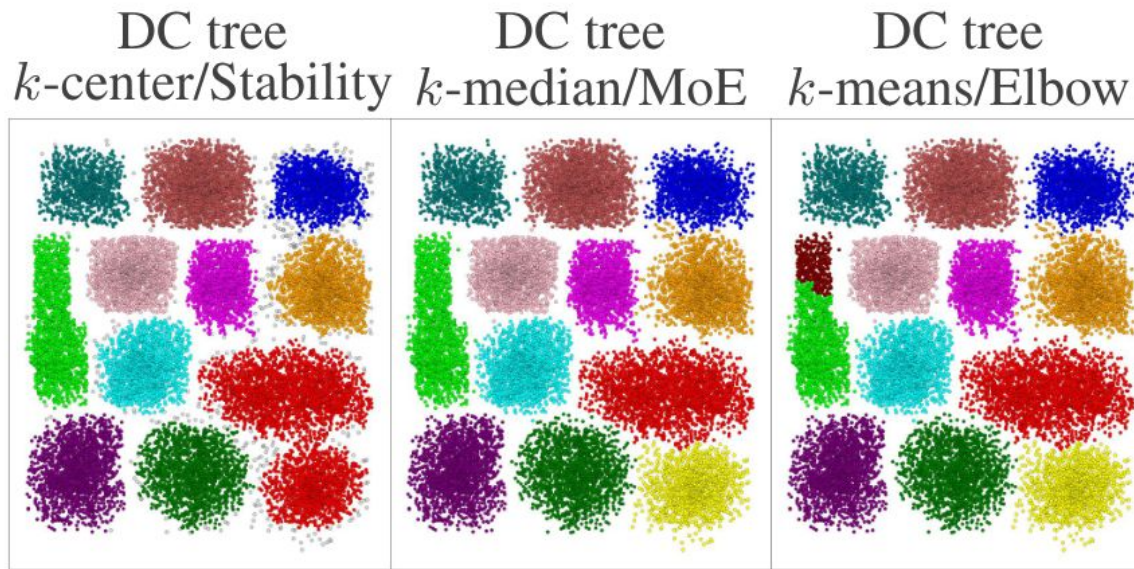 DC tree
k-center/Stability
DC tree
k-median/MoE
DC tree
k-means/Elbow